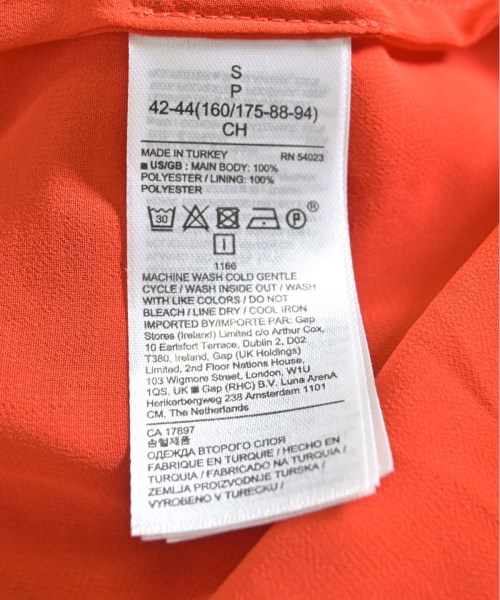 S
P
42-44(160/175-88-94)
CH
MADE IN TURKEY RN 54023
■ US/GB : MAIN BODY: 100%
POLYESTER / LINING: 100%
POLYESTER
30 P ®
I
1166
MACHINE WASH COLD GENTLE
CYCLE / WASH INSIDE OUT / WASH
WITH LIKE COLORS / DO NOT
BLEACH / LINE DRY / COOL IRON
IMPORTED BY/IMPORTE PAR: Gap
Stores (Ireland) Limited c/o Arthur Cox,
10 Earlsfort Terrace, Dublin 2, D02
T380, Ireland, Gap (UK Holdings)
Limited, 2nd Floor Nations House,
103 Wigmore Street, London, W1U
1QS, UK ■ Gap (RHC) B.V. Luna ArenA
Herikerbergweg 238 Amsterdam 1101
CM, The Netherlands
CA 17897
솜털제품
ОДЕЖДА ВТОРОГО СЛОЯ
FABRIQUE EN TURQUIE / HECHO EN
TURQUIA / FABRICADO NA TURQUIA /
ZEMLJA PROIZVODNJE TURSKA /
VYROBENO V TURECKU /